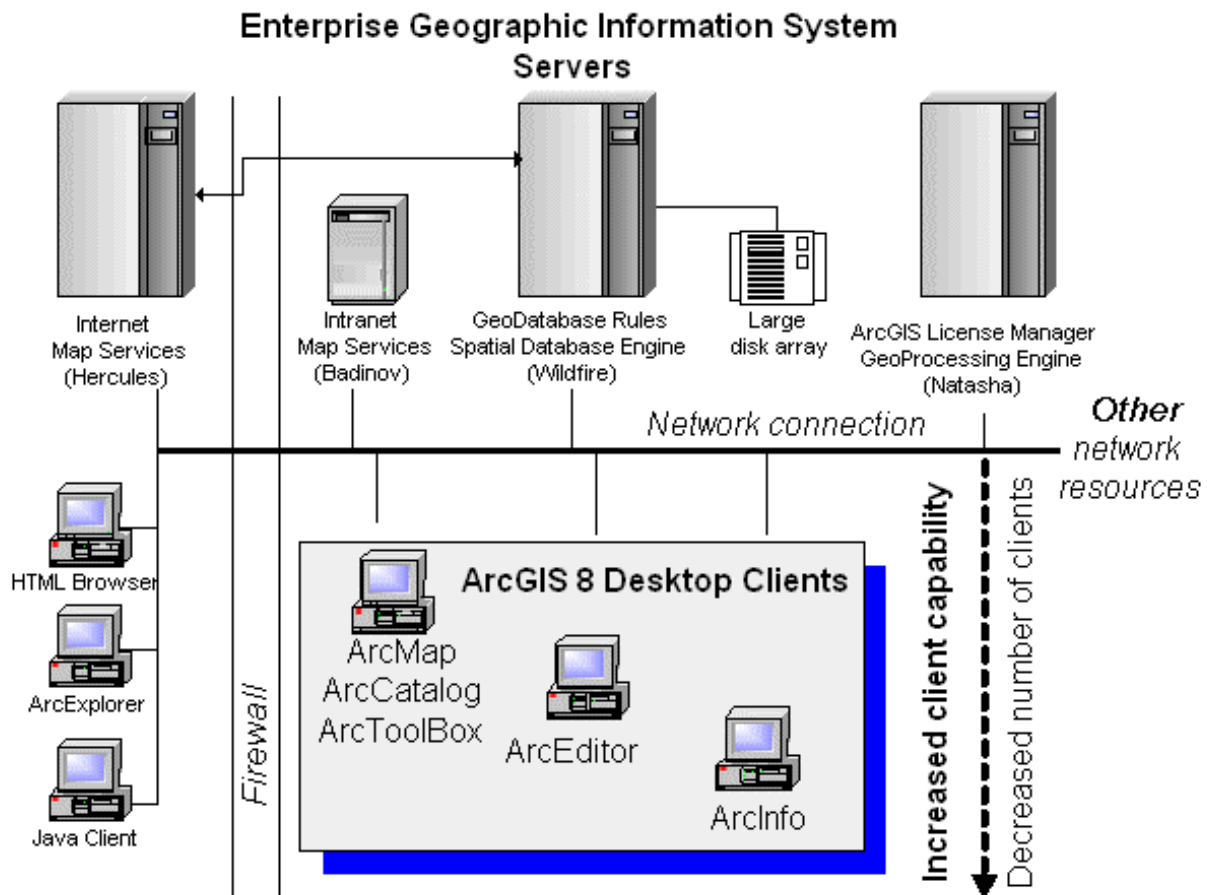 Enterprise Geographic Information System
Servers
Internet
Map Services
(Hercules)
Intranet
Map Services
(Badinov)
GeoDatabase Rules
Spatial Database Engine
(Wildfire)
Large
disk array
ArcGIS License Manager
GeoProcessing Engine
(Natasha)
Network connection
Other
network
resources
HTML Browser
ArcExplorer
Java Client
Firewall
ArcGIS 8 Desktop Clients
ArcMap
ArcCatalog
ArcToolBox
ArcEditor
ArcInfo
Increased client capability
Decreased number of clients